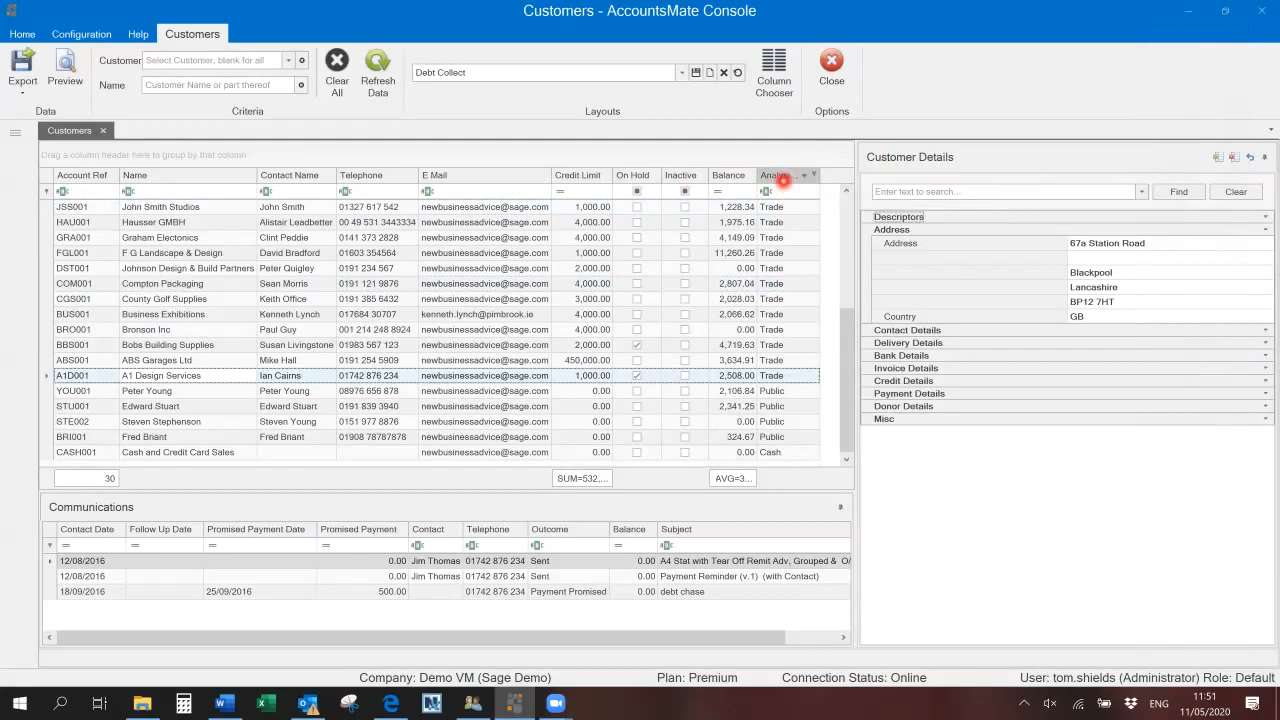 Customers - AccountsMate Console
Home Configuration Help Customers
Export Preview Customer Select Customer, blank for all Name Customer Name or part thereof Clear All Refresh Data Debt Collect Column Chooser Close
Data Criteria Layouts Options
Customers
Drag a column header here to group by that column
Account Ref Name Contact Name Telephone E Mail Credit Limit On Hold Inactive Balance
JSS001 John Smith Studios John Smith 01327 617 542 newbusinessadvice@sage.com 1,000.00 1,228.34 Trade
HAU001 Hausser GMBH Alistair Leadbetter 00 49 531 3443334 newbusinessadvice@sage.com 4,000.00 1,975.16 Trade
GRA001 Graham Electonics Clint Peddie 0141 373 2828 newbusinessadvice@sage.com 4,000.00 4,149.09 Trade
FGL001 F G Landscape & Design David Bradford 01603 354564 newbusinessadvice@sage.com 1,000.00 11,260.26 Trade
DST001 Johnson Design & Build Partners Peter Quigley 0191 234 567 newbusinessadvice@sage.com 2,000.00 0.00 Trade
COM001 Compton Packaging Sean Morris 0191 121 9876 newbusinessadvice@sage.com 4,000.00 2,807.04 Trade
CGS001 County Golf Supplies Keith Office 0191 385 6432 newbusinessadvice@sage.com 3,000.00 2,028.03 Trade
BUS001 Business Exhibitions Kenneth Lynch 017684 30707 kenneth.lynch@pimbrook.ie 4,000.00 2,066.62 Trade
BRO001 Bronson Inc Paul Guy 001 214 248 8924 newbusinessadvice@sage.com 4,000.00 0.00 Trade
BBS001 Bobs Building Supplies Susan Livingstone 01983 567 123 newbusinessadvice@sage.com 2,000.00 4,719.63 Trade
ABS001 ABS Garages Ltd Mike Hall 0191 254 5909 newbusinessadvice@sage.com 450,000.00 3,634.91 Trade
A1D001 A1 Design Services Ian Cairns 01742 876 234 newbusinessadvice@sage.com 1,000.00 2,508.00 Trade
YOU001 Peter Young Peter Young 08976 656 878 newbusinessadvice@sage.com 0.00 2,106.84 Public
STU001 Edward Stuart Edward Stuart 0191 839 3940 newbusinessadvice@sage.com 0.00 2,341.25 Public
STE002 Steven Stephenson Steven Young 0151 977 8876 newbusinessadvice@sage.com 0.00 0.00 Public
BRI001 Fred Briant Fred Briant 01908 78787878 newbusinessadvice@sage.com 0.00 324.67 Public
CASH001 Cash and Credit Card Sales newbusinessadvice@sage.com 0.00 0.00 Cash
30 SUM=532,... AVG=3...
Communications
Contact Date Follow Up Date Promised Payment Date Promised Payment Contact Telephone Outcome Balance Subject
12/08/2016 0.00 Jim Thomas 01742 876 234 Sent 0.00 A4 Stat with Tear Off Remit Adv, Grouped & O/
12/08/2016 0.00 Jim Thomas 01742 876 234 Sent 0.00 Payment Reminder (v.1) (with Contact)
18/09/2016 25/09/2016 500.00 01742 876 234 Payment Promised 0.00 debt chase
Customer Details
Enter text to search... Find Clear
Descriptors
Address
Address 67a Station Road
Blackpool
Lancashire
BP12 7HT
Country GB
Contact Details
Delivery Details
Bank Details
Invoice Details
Credit Details
Payment Details
Donor Details
Misc
Company: Demo VM (Sage Demo) Plan: Premium Connection Status: Online User: tom.shields (Administrator) Role: Default
ENG 11:51
11/05/2020